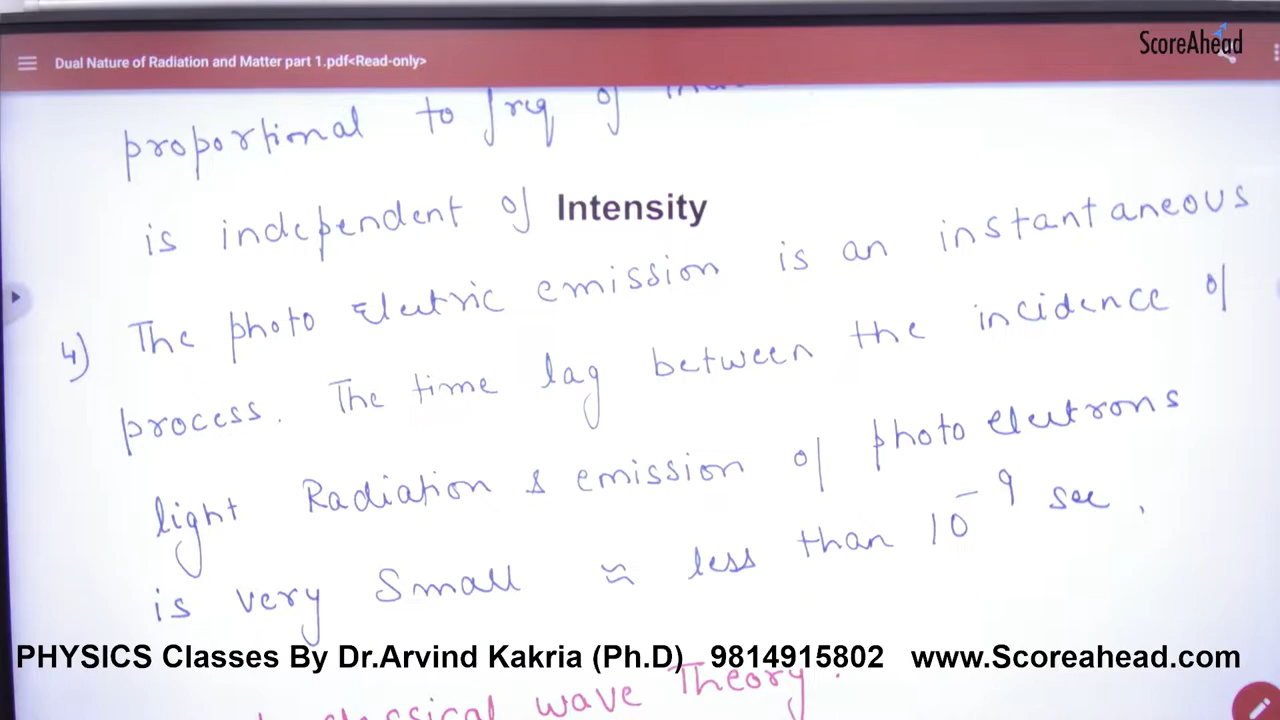 ScoreAhead
Dual Nature of Radiation and Matter part 1.pdf<Read-only>
proportional to freq of
is independent of Intensity
4) The photo electric emission is an instantaneous
process. The time lag between the incidence of
light Radiation & emission of photo electrons
is very small ≈ less than 10⁻⁹ sec.
PHYSICS Classes By Dr.Arvind Kakria (Ph.D) 9814915802 www.Scoreahead.com
classical wave Theory.